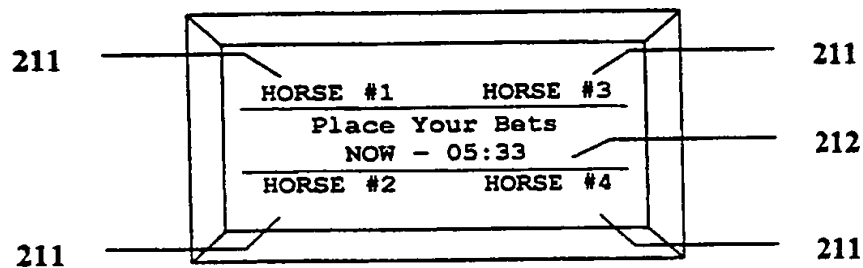 211 211
HORSE #1 HORSE #3
Place Your Bets
NOW - 05:33
212
HORSE #2 HORSE #4
211 211